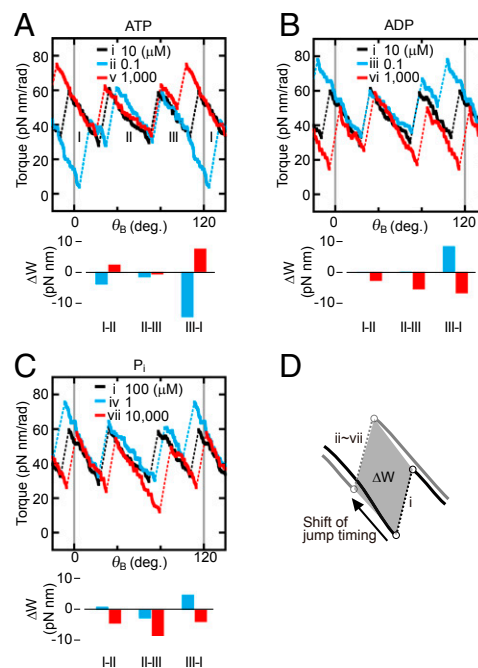 A
ATP
i 10 (μM)
ii 0.1
v 1,000
Torque (pN nm/rad)
80
60
40
20
0
I II III I
0 120
θB (deg.)
ΔW
(pN nm)
10
0
-10
I-II II-III III-I
B
ADP
i 10 (μM)
iii 0.1
vi 1,000
Torque (pN nm/rad)
80
60
40
20
0
0 120
θB (deg.)
ΔW
(pN nm)
10
0
-10
I-II II-III III-I
C
Pi
i 100 (μM)
iv 1
vii 10,000
Torque (pN nm/rad)
80
60
40
20
0
0 120
θB (deg.)
ΔW
(pN nm)
10
0
-10
I-II II-III III-I
D
ii~vii
ΔW
i
Shift of
jump timing